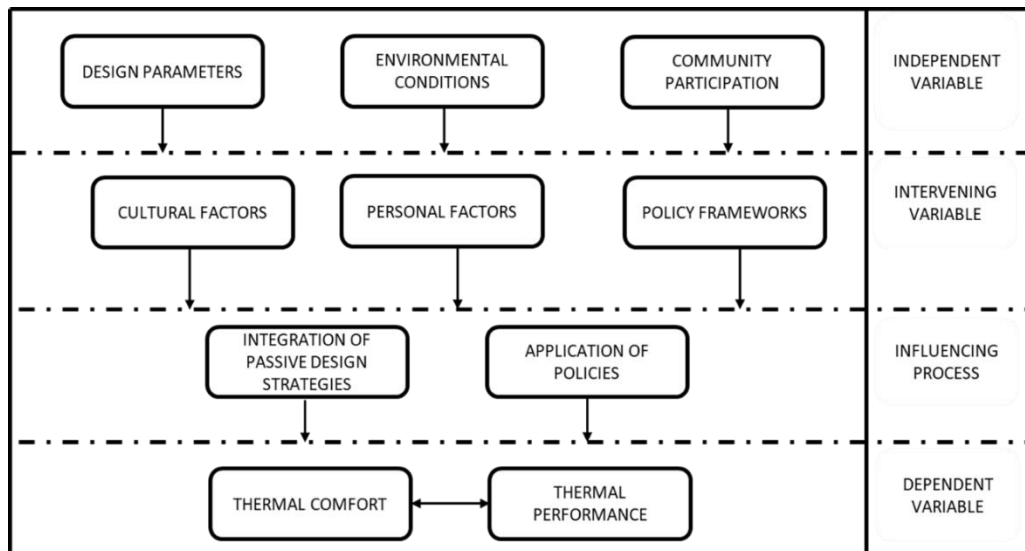 DESIGN PARAMETERS
ENVIRONMENTAL
CONDITIONS
COMMUNITY
PARTICIPATION
INDEPENDENT
VARIABLE
CULTURAL FACTORS
PERSONAL FACTORS
POLICY FRAMEWORKS
INTERVENING
VARIABLE
INTEGRATION OF
PASSIVE DESIGN
STRATEGIES
APPLICATION OF
POLICIES
INFLUENCING
PROCESS
THERMAL COMFORT
THERMAL
PERFORMANCE
DEPENDENT
VARIABLE